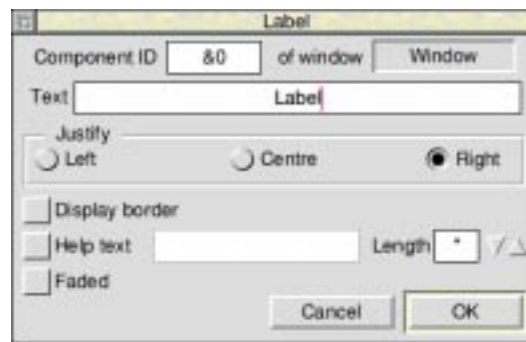 Label
Component ID &0 of window Window
Text Label
Justify
Left Centre Right
Display border
Help text Length *
Faded
Cancel OK